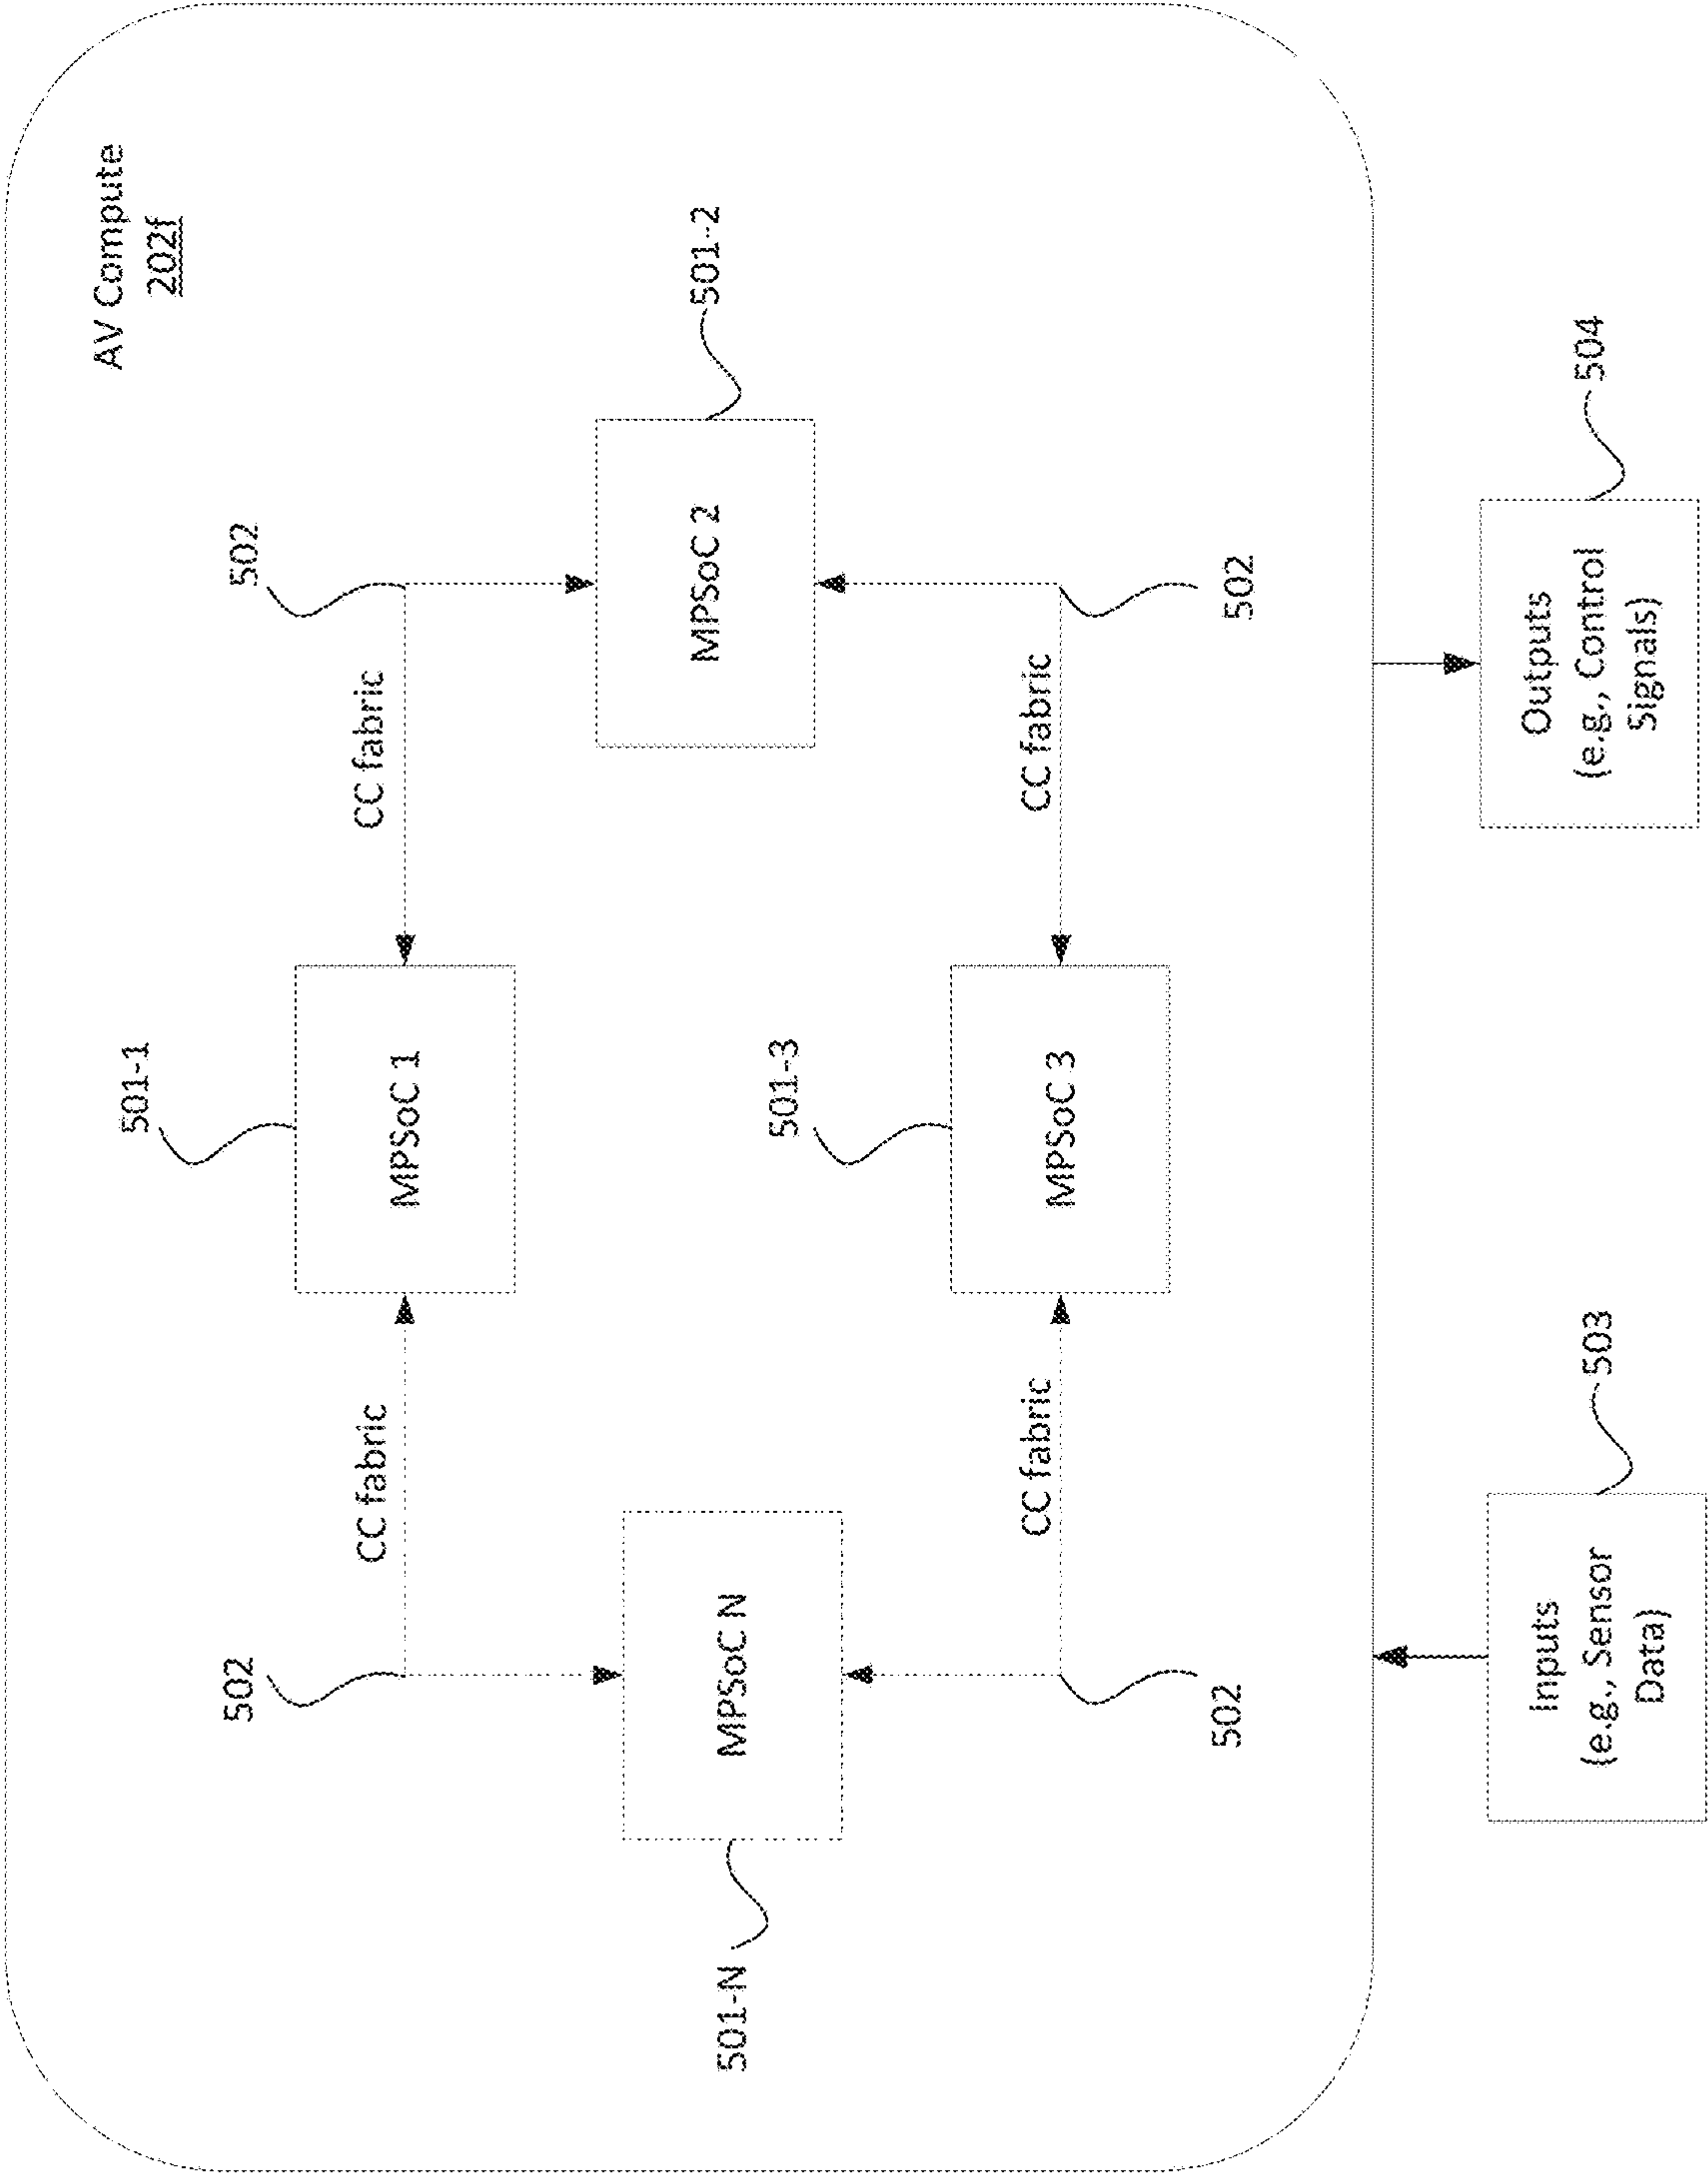 AV Compute
202f
501-1
502
502
CC fabric
CC fabric
MPSoC 1
501-N
MPSoC N
MPSoC 2
501-2
501-3
CC fabric
CC fabric
MPSoC 3
502
502
503
504
Inputs
(e.g., Sensor
Data)
Outputs
(e.g., Control
Signals)